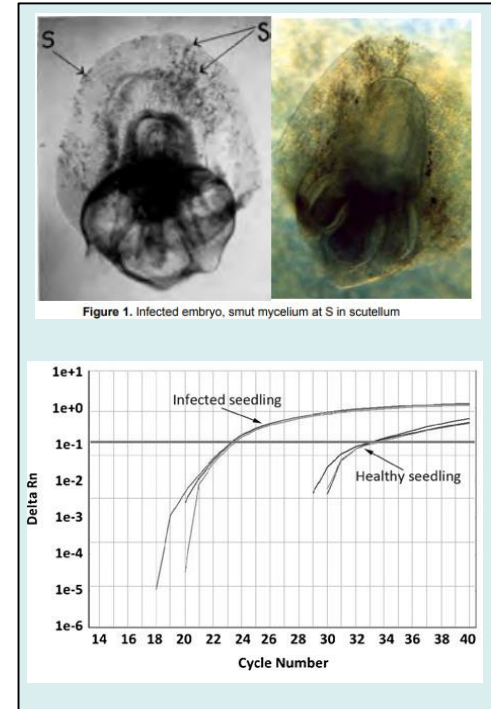 S
S
Figure 1. Infected embryo, smut mycelium at S in scutellum
1e+1
1e+0
1e-1
1e-2
1e-3
1e-4
1e-5
1e-6
Delta Rn
Infected seedling
Healthy seedling
14 16 18 20 22 24 26 28 30 32 34 36 38 40
Cycle Number